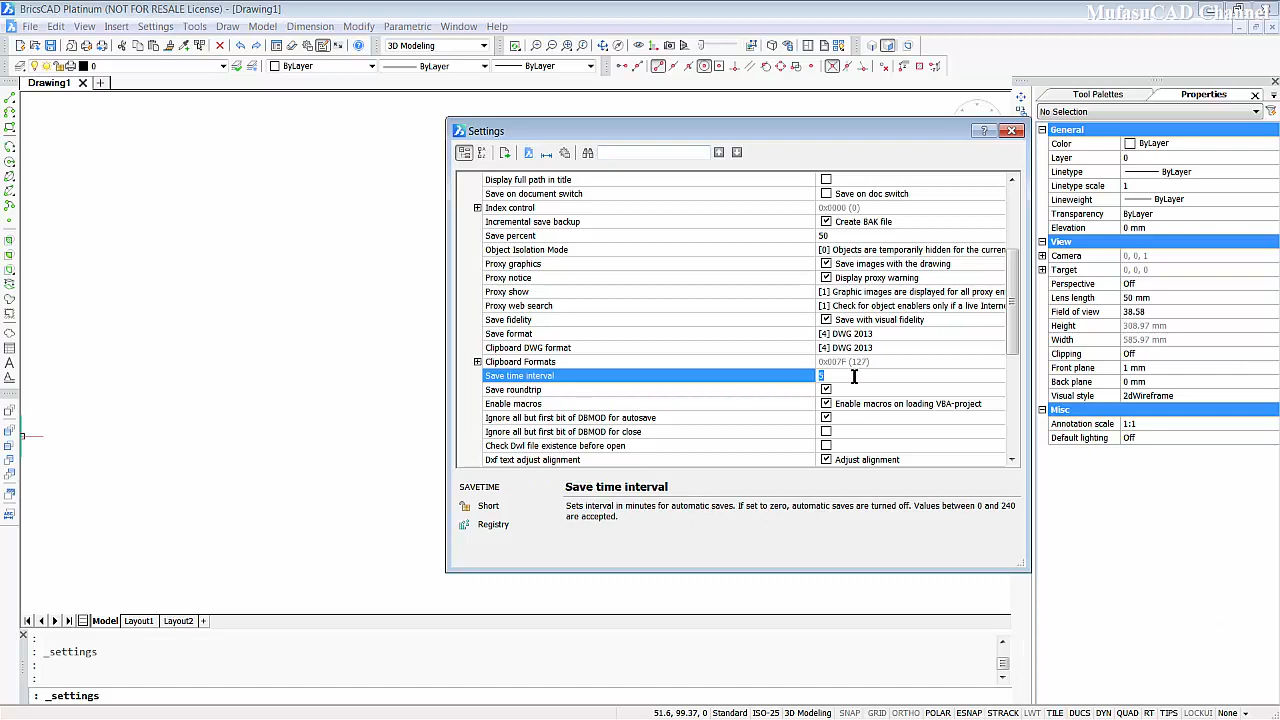 BricsCAD Platinum (NOT FOR RESALE License) - [Drawing1]
MufasuCAD Channel
File Edit View Insert Settings Tools Draw Model Dimension Modify Parametric Window Help
3D Modeling
0 ByLayer ByLayer ByLayer
Drawing1
Tool Palettes Properties
No Selection
General
Color ByLayer
Layer 0
Linetype ByLayer
Linetype scale 1
Lineweight ByLayer
Transparency ByLayer
Elevation 0 mm
View
Camera 0, 0, 1
Target 0, 0, 0
Perspective Off
Lens length 50 mm
Field of view 38.58
Height 308.97 mm
Width 585.97 mm
Clipping Off
Front plane 1 mm
Back plane 0 mm
Visual style 2dWireframe
Misc
Annotation scale 1:1
Default lighting Off
Settings
Display full path in title
Save on document switch Save on doc switch
Index control 0x0000 (0)
Incremental save backup Create BAK file
Save percent 50
Object Isolation Mode [0] Objects are temporarily hidden for the curren
Proxy graphics Save images with the drawing
Proxy notice Display proxy warning
Proxy show [1] Graphic images are displayed for all proxy en
Proxy web search [1] Check for object enablers only if a live Intern
Save fidelity Save with visual fidelity
Save format [4] DWG 2013
Clipboard DWG format [4] DWG 2013
Clipboard Formats 0x007F (127)
Save time interval 5
Save roundtrip
Enable macros Enable macros on loading VBA-project
Ignore all but first bit of DBMOD for autosave
Ignore all but first bit of DBMOD for close
Check Dwl file existence before open
Dxf text adjust alignment Adjust alignment
SAVETIME
Short
Registry
Save time interval
Sets interval in minutes for automatic saves. If set to zero, automatic saves are turned off. Values between 0 and 240
are accepted.
Model Layout1 Layout2 +
:
: _settings
:
:
: _settings
51.6, 99.37, 0 Standard ISO-25 3D Modeling SNAP GRID ORTHO POLAR ESNAP STRACK LWT TILE DUCS DYN QUAD RT TIPS LOCKUI None